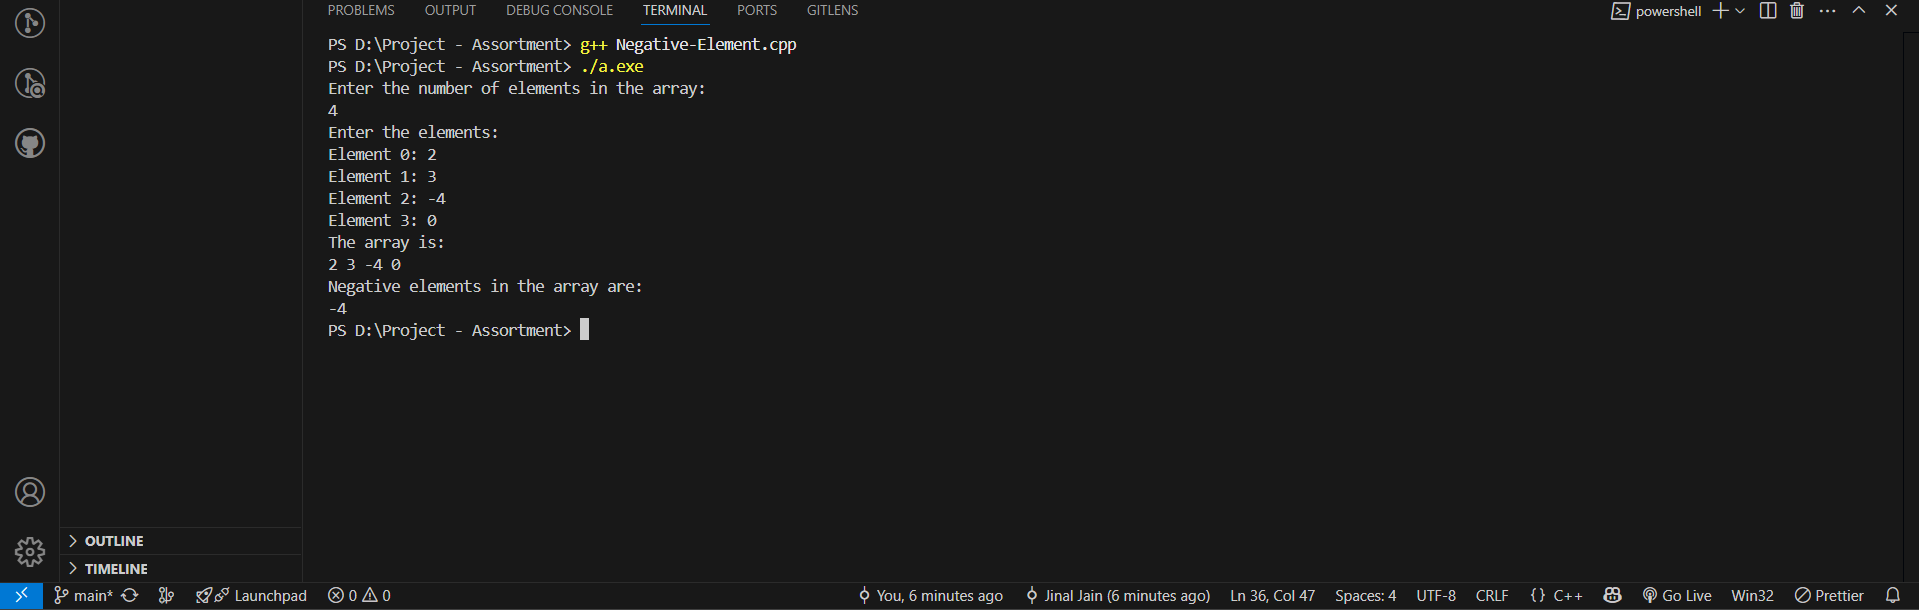 PROBLEMS OUTPUT DEBUG CONSOLE TERMINAL PORTS GITLENS powershell
PS D:\Project - Assortment> g++ Negative-Element.cpp
PS D:\Project - Assortment> ./a.exe
Enter the number of elements in the array:
4
Enter the elements:
Element 0: 2
Element 1: 3
Element 2: -4
Element 3: 0
The array is:
2 3 -4 0
Negative elements in the array are:
-4
PS D:\Project - Assortment>
OUTLINE
TIMELINE
main* Launchpad 0 0 You, 6 minutes ago Jinal Jain (6 minutes ago) Ln 36, Col 47 Spaces: 4 UTF-8 CRLF {} C++ Go Live Win32 Prettier